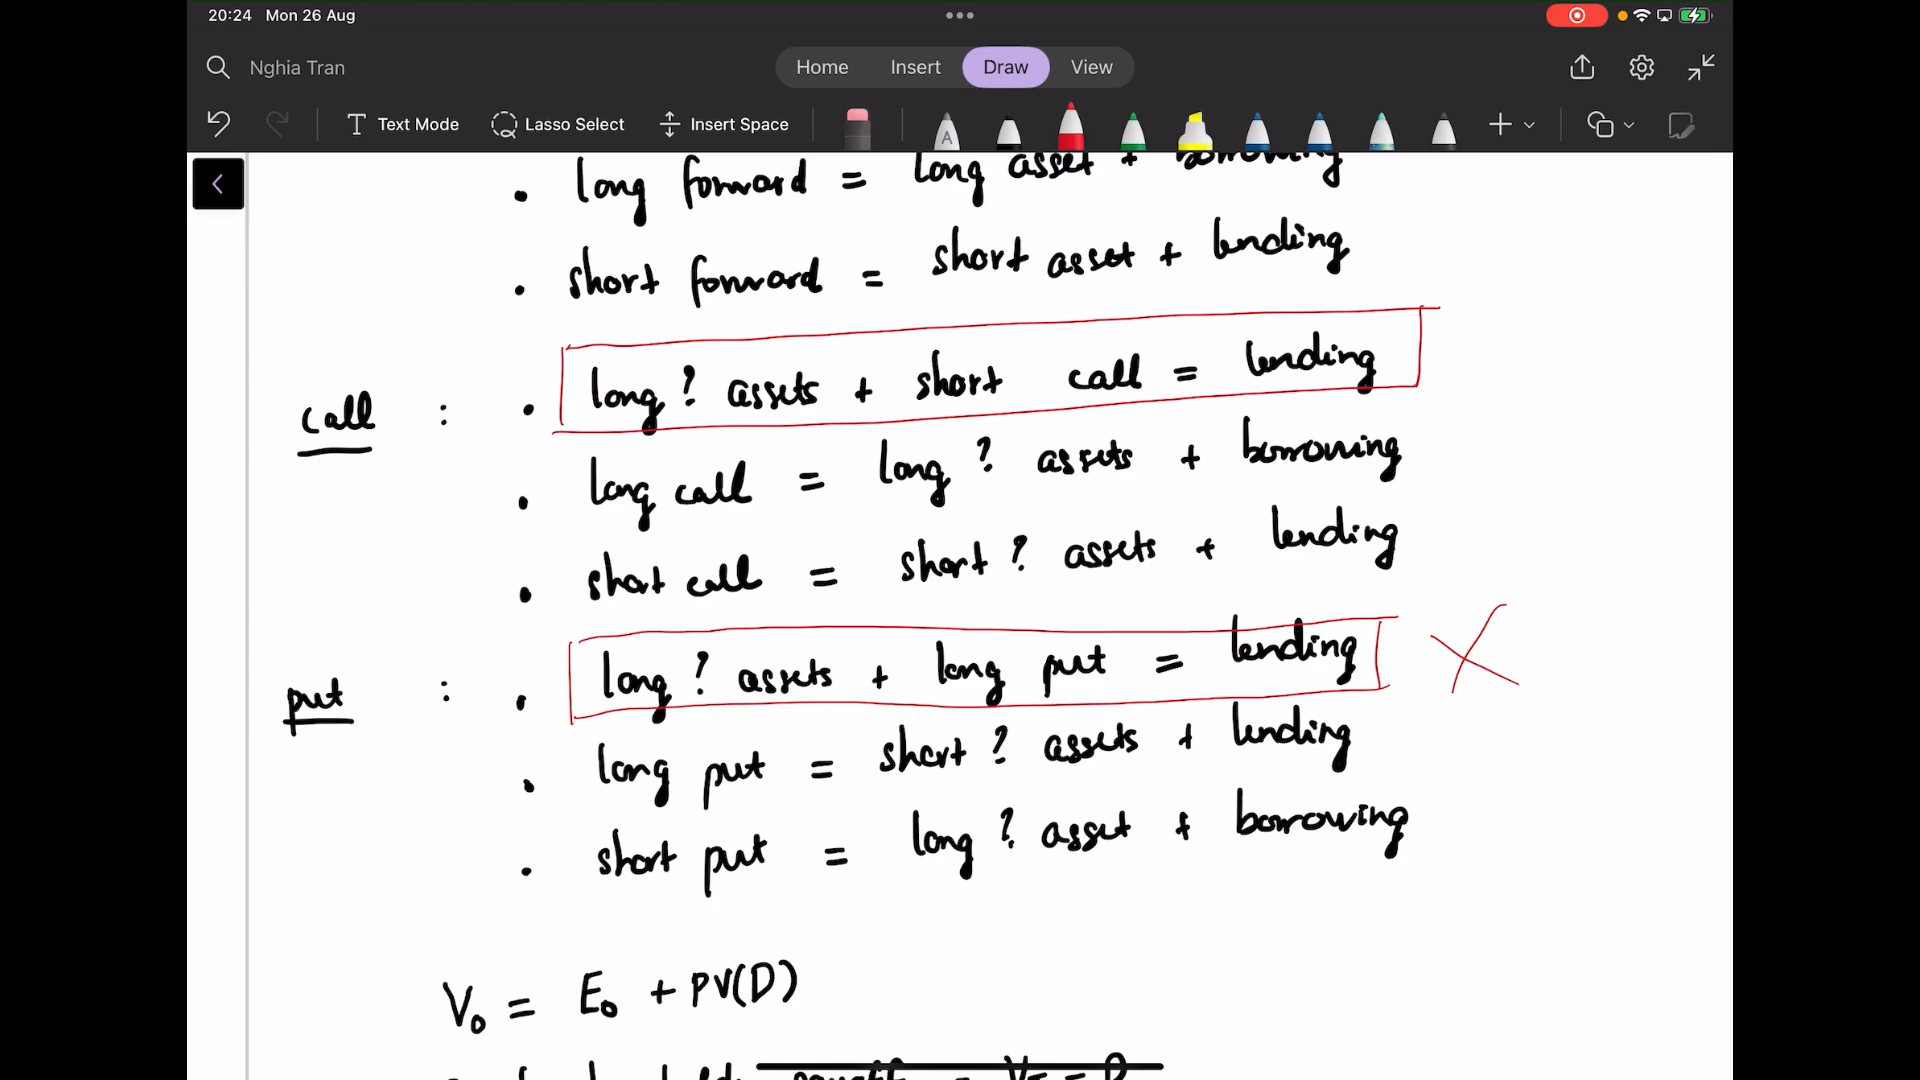 20:24 Mon 26 Aug
Nghia Tran Home Insert Draw View
Text Mode Lasso Select Insert Space A
• long forward = long asset + borrowing
• short forward = short asset + lending
call : • long ? assets + short call = lending
• long call = long ? assets + borrowing
• short call = short ? assets + lending
put : • long ? assets + long put = lending
• long put = short ? assets + lending
• short put = long ? asset + borrowing
V₀ = E₀ + PV(D)